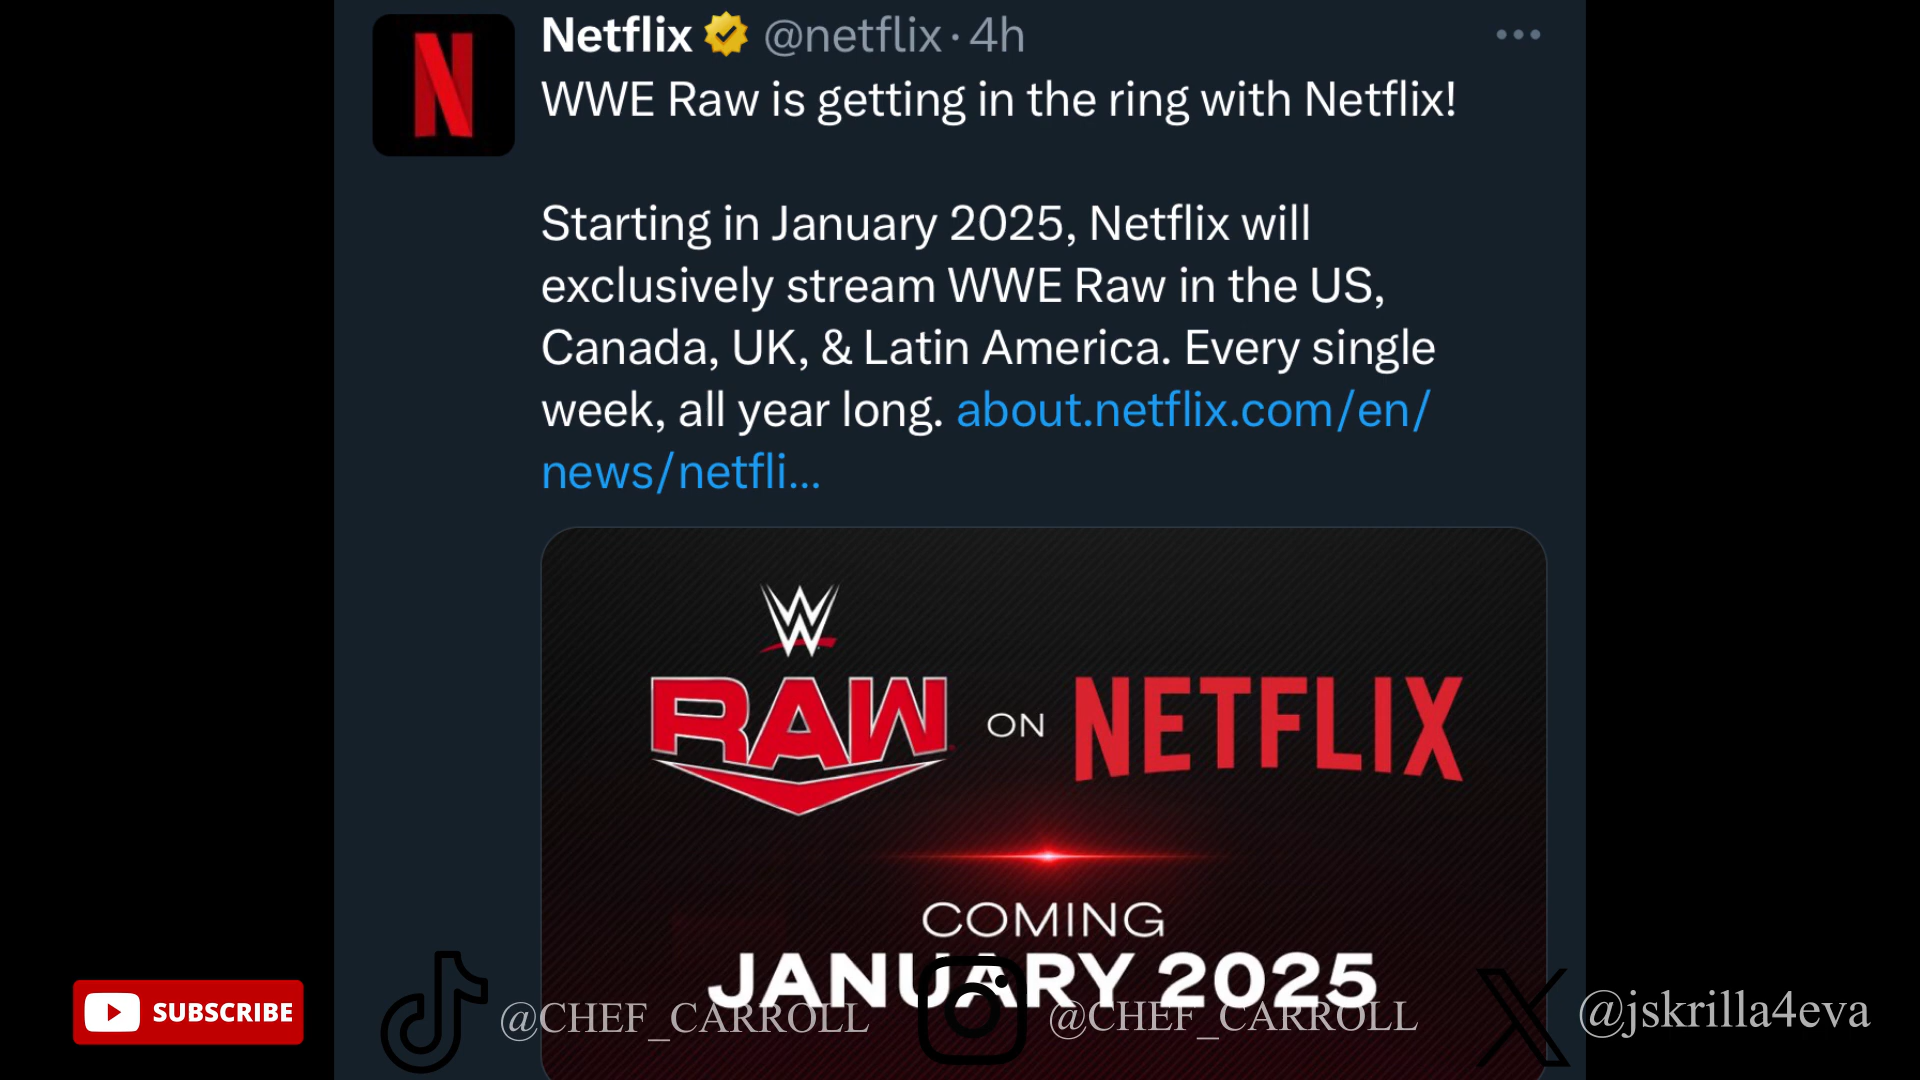 Netflix @netflix · 4h
WWE Raw is getting in the ring with Netflix!
Starting in January 2025, Netflix will
exclusively stream WWE Raw in the US,
Canada, UK, & Latin America. Every single
week, all year long. about.netflix.com/en/
news/netfli...
W
RAW ON NETFLIX
COMING
JANUARY 2025
SUBSCRIBE
@CHEF_CARROLL
@CHEF_CARROLL
@jskrilla4eva